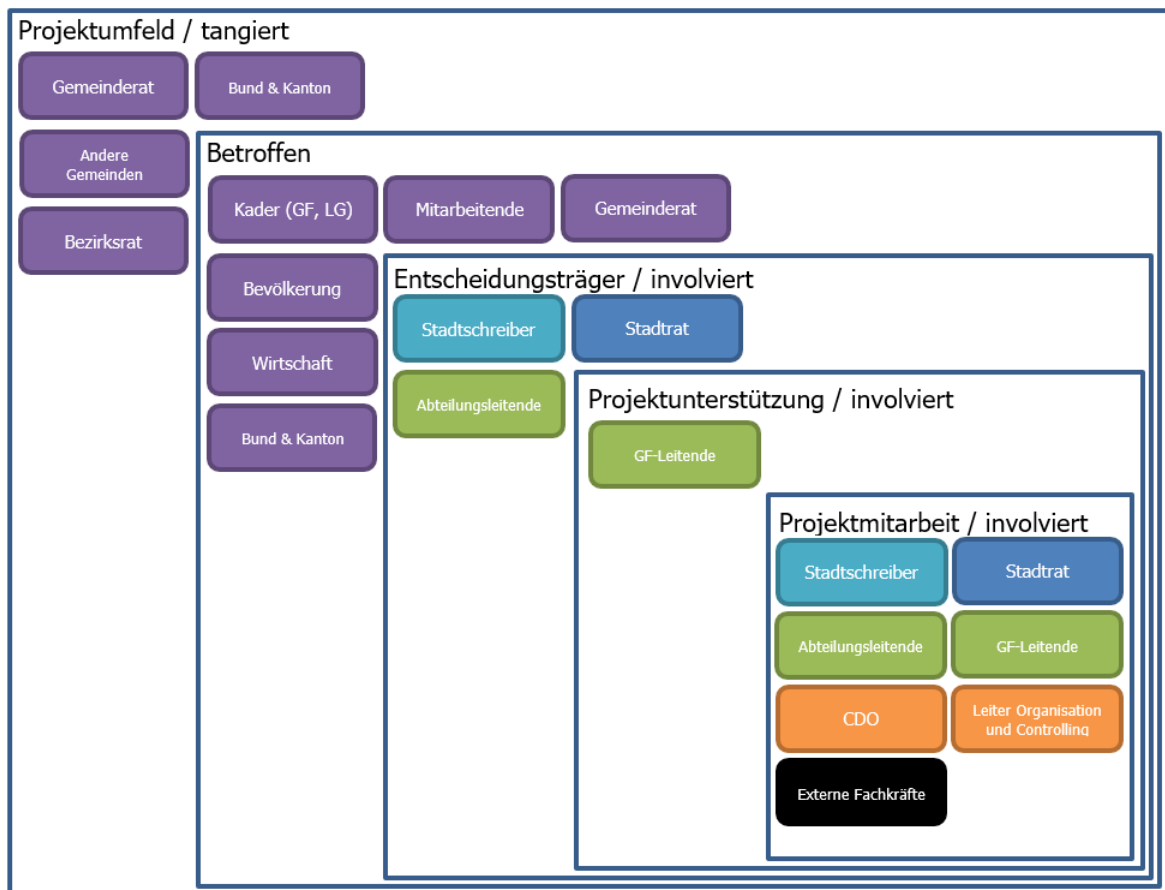 Projektumfeld / tangiert
Gemeinderat
Bund & Kanton
Andere
Gemeinden
Bezirksrat
Betroffen
Kader (GF, LG)
Mitarbeitende
Gemeinderat
Bevölkerung
Wirtschaft
Bund & Kanton
Entscheidungsträger / involviert
Stadtschreiber
Stadtrat
Abteilungsleitende
Projektunterstützung / involviert
GF-Leitende
Projektmitarbeit / involviert
Stadtschreiber
Stadtrat
Abteilungsleitende
GF-Leitende
CDO
Leiter Organisation
und Controlling
Externe Fachkräfte